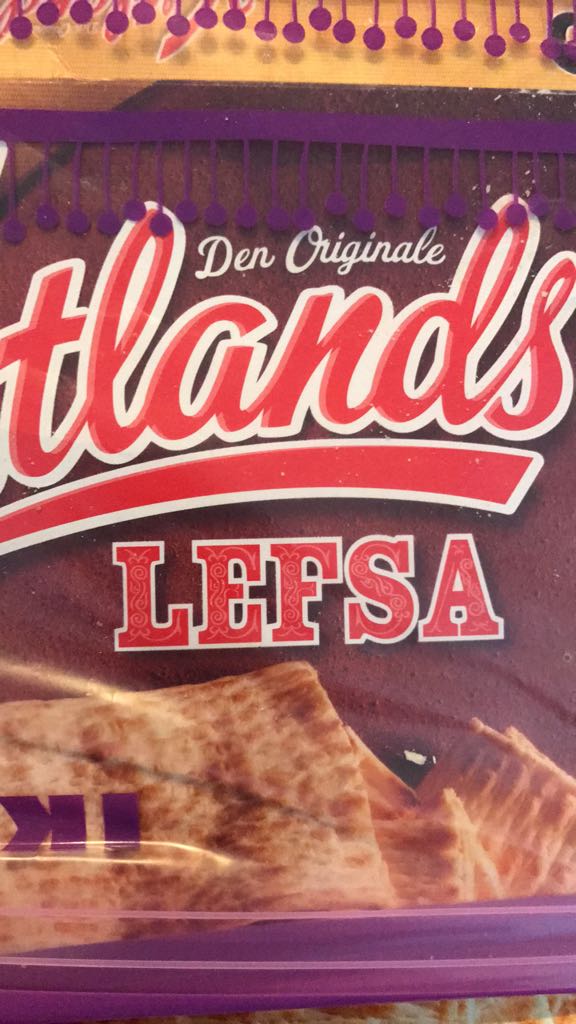 Den Originale
tlands
LEFSA